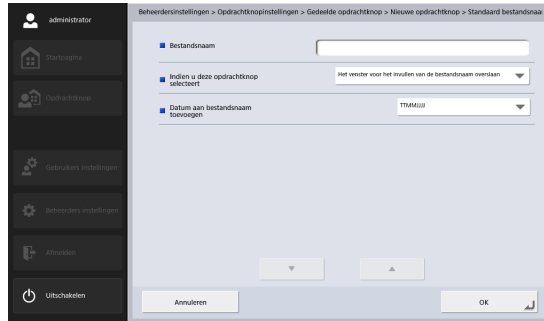 administrator
Startpagina
Opdrachtknop
Gebruikers instellingen
Beheerders instellingen
Afmelden
Uitschakelen
Beheerdersinstellingen > Opdrachtknopinstellingen > Gedeelde opdrachtknop > Nieuwe opdrachtknop > Standaard bestandsnaa
Bestandsnaam
Indien u deze opdrachtknop
selecteert
Het venster voor het invullen van de bestandsnaam overslaan
Datum aan bestandsnaam
toevoegen
TTMMJJJJ
Annuleren
OK